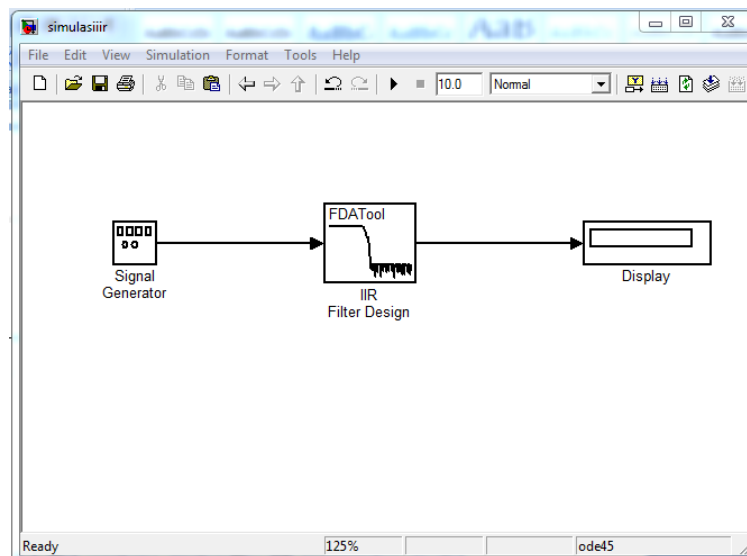 simulasiiir
File Edit View Simulation Format Tools Help
10.0 Normal
FDATool
Signal
Generator
IIR
Filter Design
Display
Ready 125% ode45